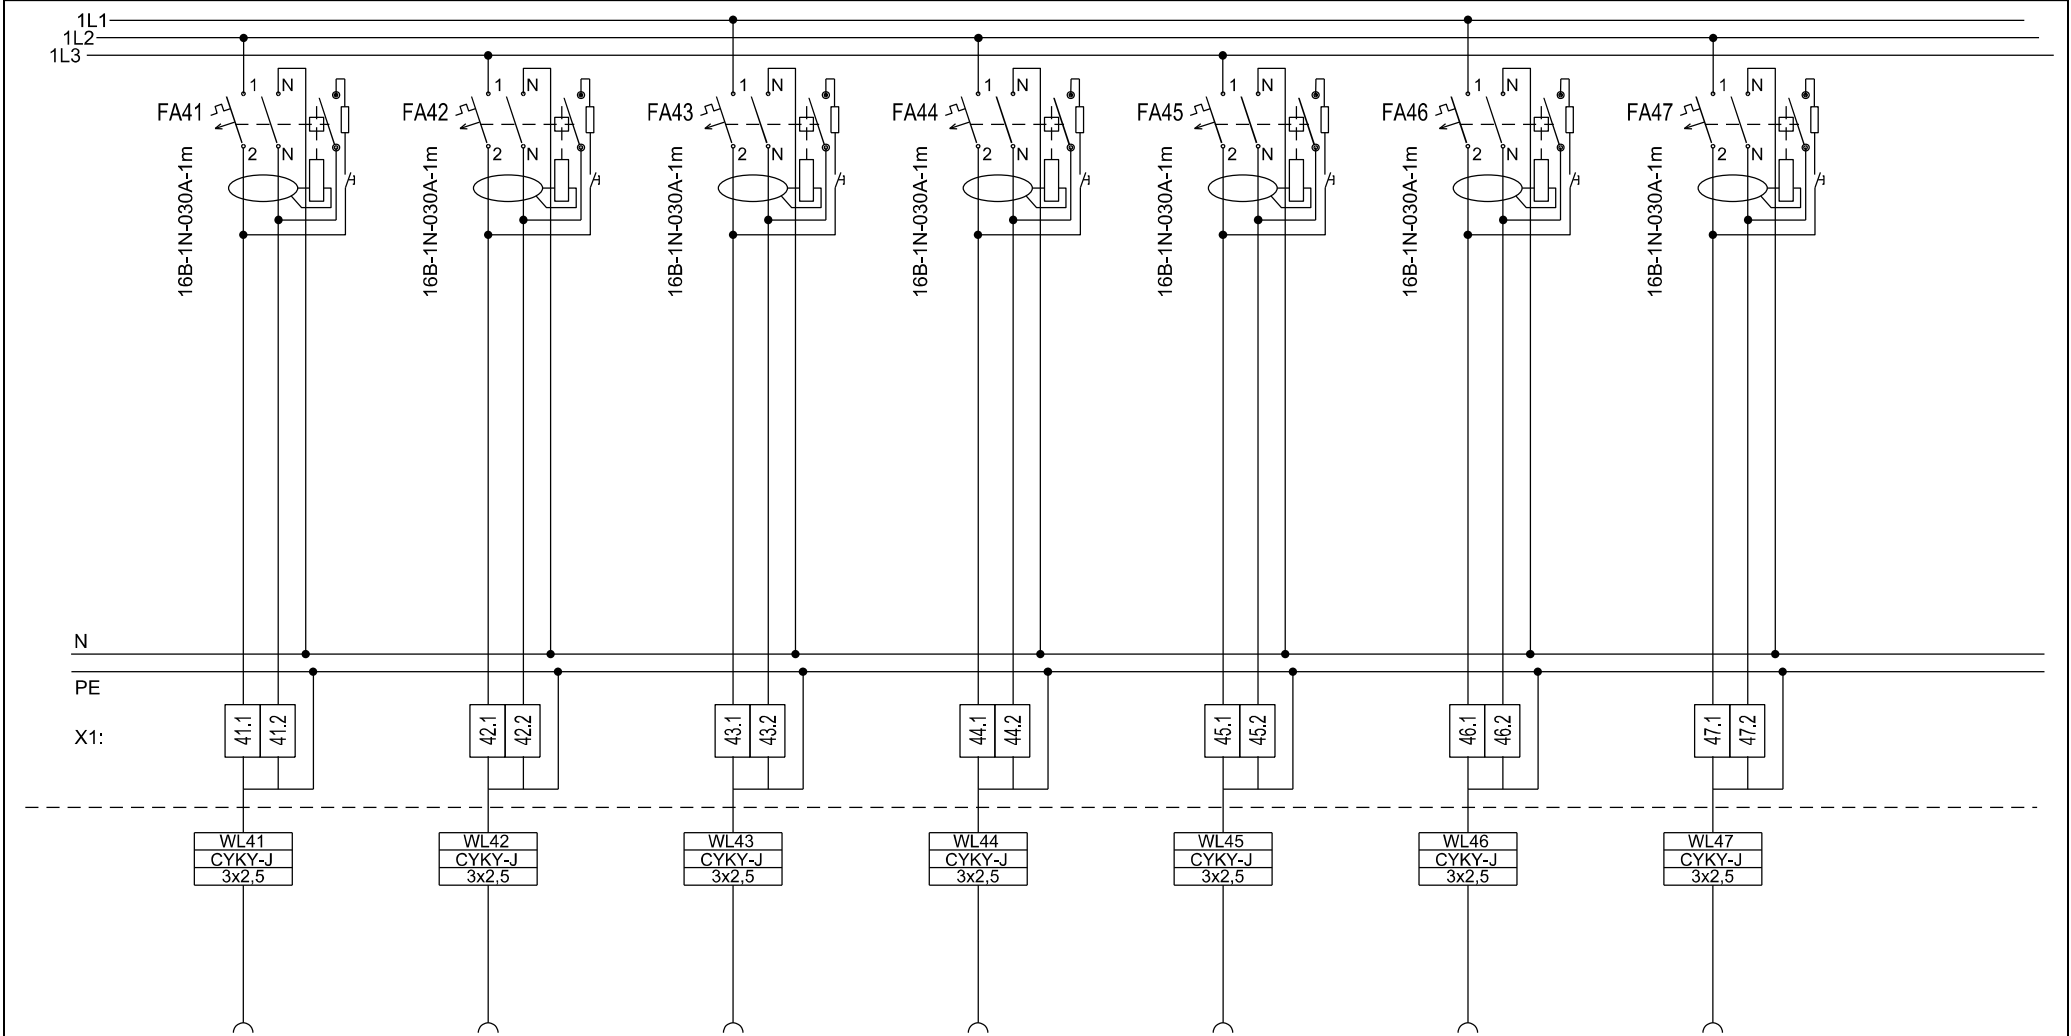 1L1
1L2
1L3
1 N 1 N 1 N 1 N 1 N 1 N 1 N
FA41 FA42 FA43 FA44 FA45 FA46 FA47
2 N 2 N 2 N 2 N 2 N 2 N 2 N
16B-1N-030A-1m 16B-1N-030A-1m 16B-1N-030A-1m 16B-1N-030A-1m 16B-1N-030A-1m 16B-1N-030A-1m 16B-1N-030A-1m
N
PE
X1: 41.1 41.2 42.1 42.2 43.1 43.2 44.1 44.2 45.1 45.2 46.1 46.2 47.1 47.2
WL41 WL42 WL43 WL44 WL45 WL46 WL47
CYKY-J CYKY-J CYKY-J CYKY-J CYKY-J CYKY-J CYKY-J
3x2,5 3x2,5 3x2,5 3x2,5 3x2,5 3x2,5 3x2,5